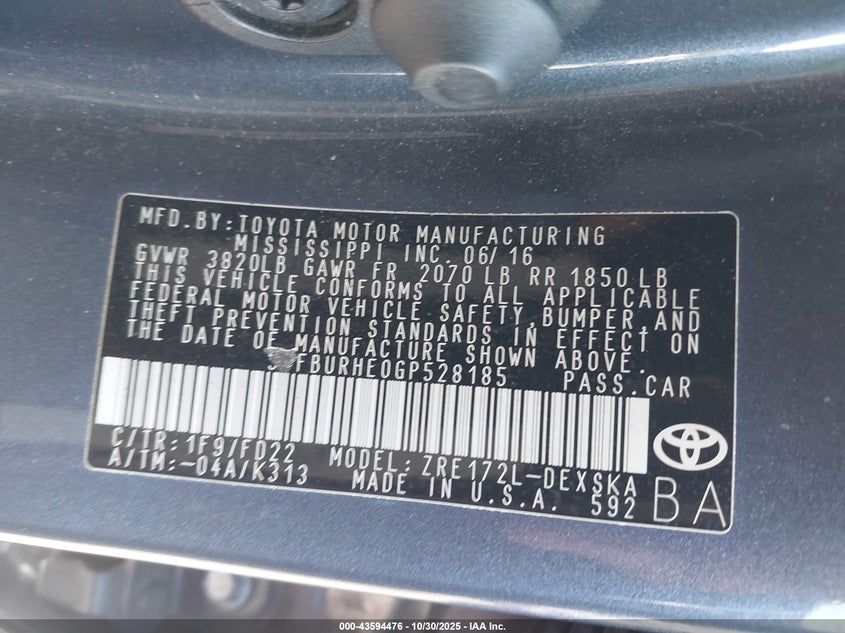 MFD. BY: TOYOTA MOTOR MANUFACTURING
MISSISSIPPI INC. 06/16
GVWR 3820LB GAWR FR 2070 LB RR 1850 LB
THIS VEHICLE CONFORMS TO ALL APPLICABLE
FEDERAL MOTOR VEHICLE SAFETY, BUMPER, AND
THEFT PREVENTION STANDARDS IN EFFECT ON
THE DATE OF MANUFACTURE SHOWN ABOVE.
FBURHE0GP528185 PASS. CAR
C/TR: 1F9/FD22 MODEL: ZRE172L-DEXSKA
A/TM: -04A/K313 MADE IN U.S.A. 592
BA
000-43594476 - 10/30/2025 - IAA Inc.